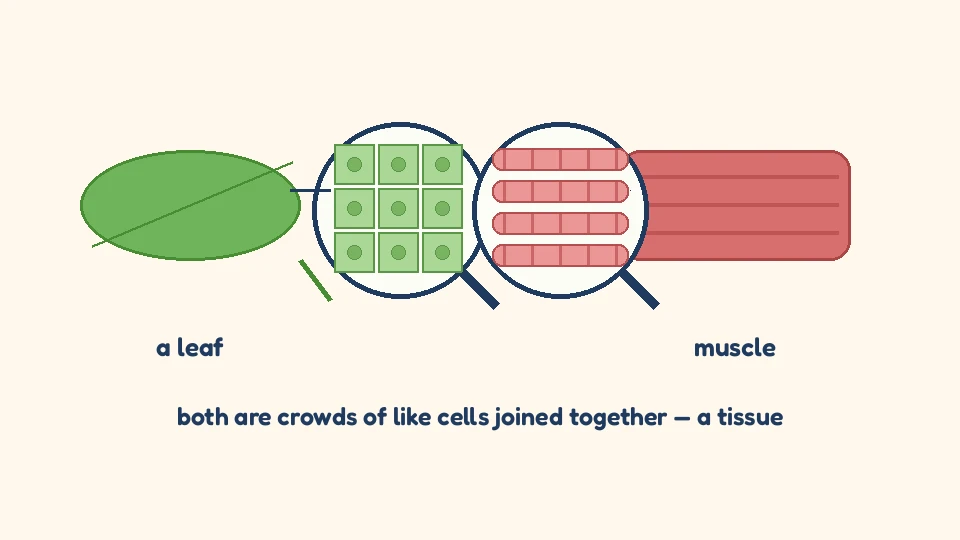 a leaf
muscle
both are crowds of like cells joined together — a tissue